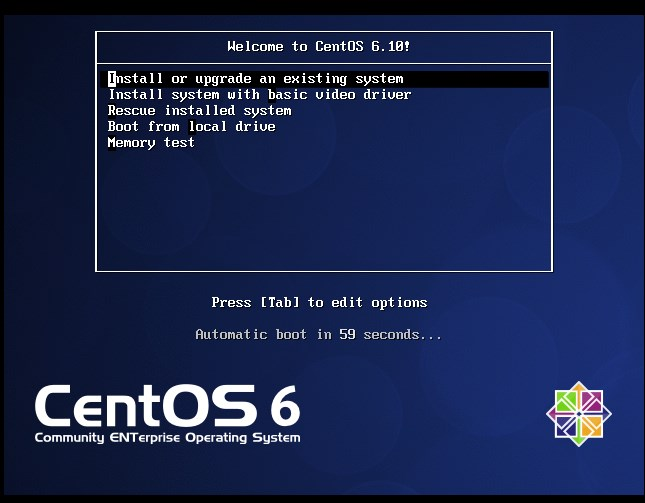 Welcome to CentOS 6.10!
Install or upgrade an existing system
Install system with basic video driver
Rescue installed system
Boot from local drive
Memory test
Press [Tab] to edit options
Automatic boot in 59 seconds...
CentOS 6
Community ENTerprise Operating System